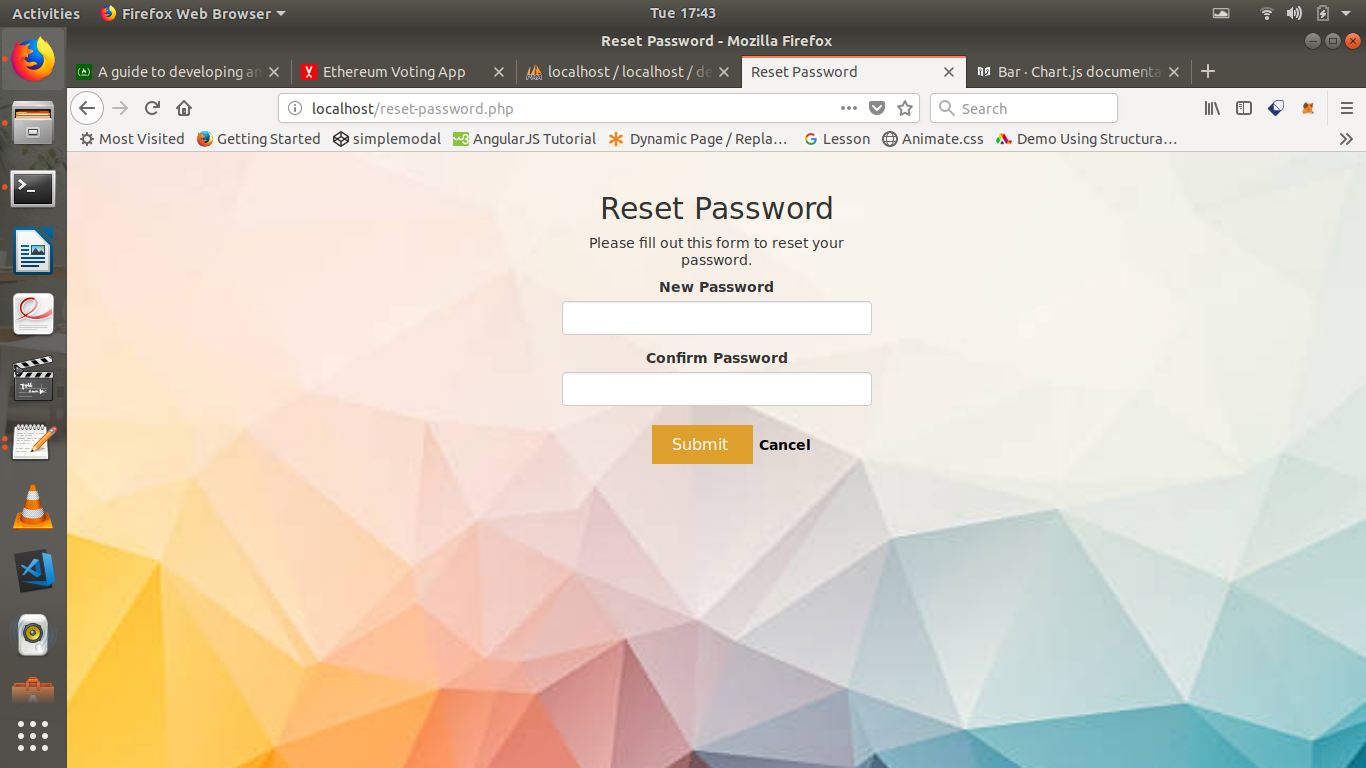 Activities
Firefox Web Browser
Tue 17:43
Reset Password - Mozilla Firefox
A guide to developing an
Ethereum Voting App
localhost / localhost / de
Reset Password
Bar · Chart.js documenta
localhost/reset-password.php
Search
Most Visited
Getting Started
simplemodal
AngularJS Tutorial
Dynamic Page / Repla…
Lesson
Animate.css
Demo Using Structura…
Reset Password
Please fill out this form to reset your
password.
New Password
Confirm Password
Submit
Cancel